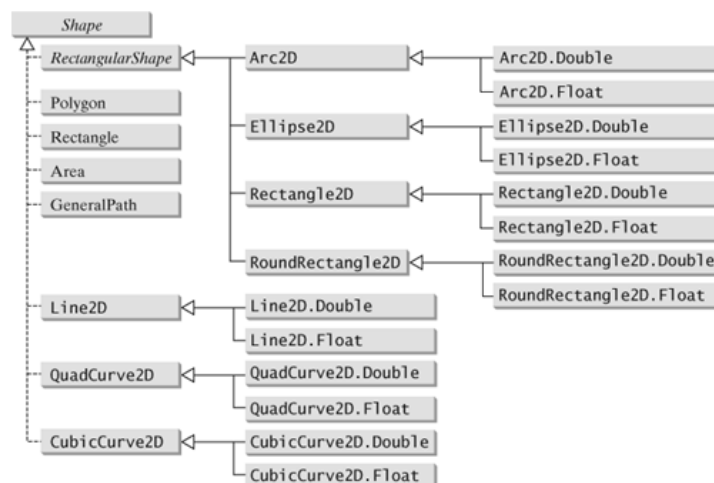 Shape
RectangularShape
Arc2D
Arc2D.Double
Arc2D.Float
Polygon
Rectangle
Area
GeneralPath
Ellipse2D
Ellipse2D.Double
Ellipse2D.Float
Rectangle2D
Rectangle2D.Double
Rectangle2D.Float
RoundRectangle2D
RoundRectangle2D.Double
RoundRectangle2D.Float
Line2D
Line2D.Double
Line2D.Float
QuadCurve2D
QuadCurve2D.Double
QuadCurve2D.Float
CubicCurve2D
CubicCurve2D.Double
CubicCurve2D.Float